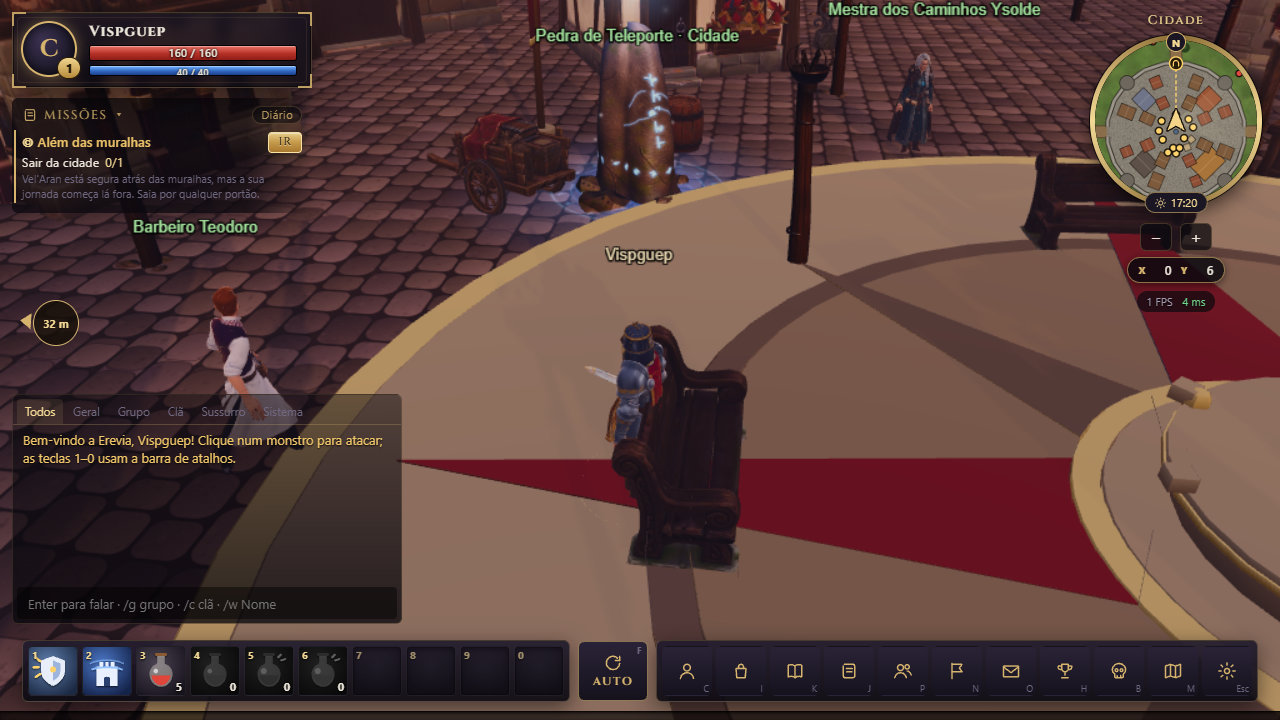 VISPGUEP
C
1
160 / 160
40 / 40
MISSÕES
Diário
Além das muralhas
IR
Sair da cidade 0/1
Vel'Aran está segura atrás das muralhas, mas a sua
jornada começa lá fora. Saia por qualquer portão.
Pedra de Teleporte - Cidade
Mestra dos Caminhos Ysolde
CIDADE
N
17:20
− +
X 0 Y 6
1 FPS 4 ms
Barbeiro Teodoro
Vispguep
32 m
Todos Geral Grupo Clã Sussurro Sistema
Bem-vindo a Erevia, Vispguep! Clique num monstro para atacar;
as teclas 1–0 usam a barra de atalhos.
Enter para falar · /g grupo · /c clã · /w Nome
1 2 3 4 5 6 7 8 9 0
5 0 0 0
F
AUTO
C I K J P N O H B M Esc